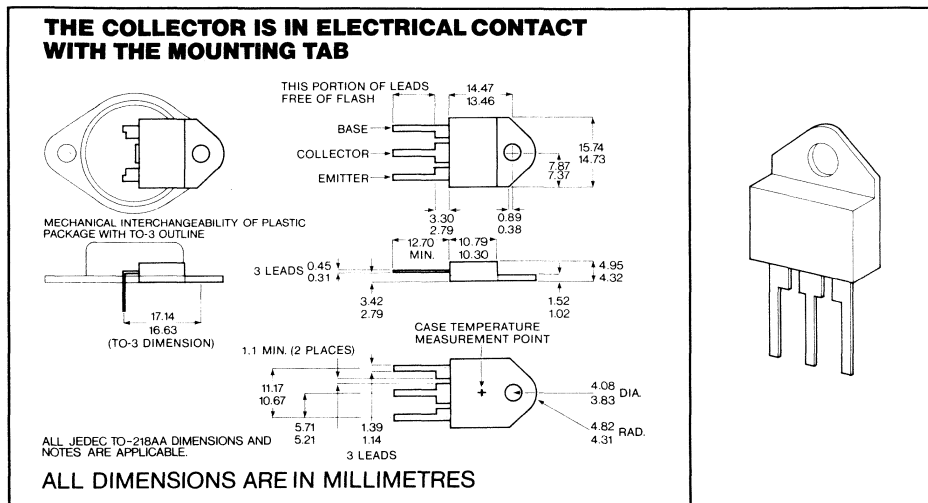 THE COLLECTOR IS IN ELECTRICAL CONTACT
WITH THE MOUNTING TAB
THIS PORTION OF LEADS
FREE OF FLASH
14.47
13.46
BASE
COLLECTOR
EMITTER
15.74
14.73
7.87
7.37
3.30
2.79
0.89
0.38
MECHANICAL INTERCHANGEABILITY OF PLASTIC
PACKAGE WITH TO-3 OUTLINE
12.70
MIN.
10.79
10.30
3 LEADS
0.45
0.31
4.95
4.32
3.42
2.79
1.52
1.02
17.14
16.63
(TO-3 DIMENSION)
CASE TEMPERATURE
MEASUREMENT POINT
1.1 MIN. (2 PLACES)
11.17
10.67
4.08
3.83
DIA.
5.71
5.21
1.39
1.14
4.82
4.31
RAD.
3 LEADS
ALL JEDEC TO-218AA DIMENSIONS AND
NOTES ARE APPLICABLE.
ALL DIMENSIONS ARE IN MILLIMETRES